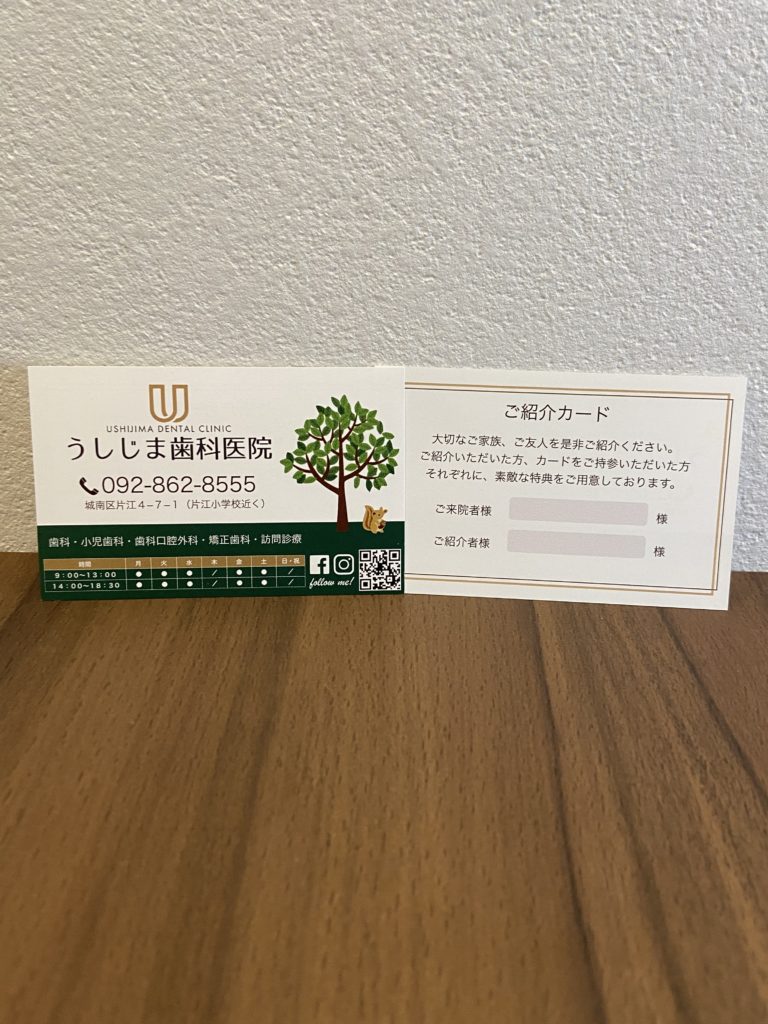 USHIJIMA DENTAL CLINIC
うしじま歯科医院
092-862-8555
城南区片江4-7-1（片江小学校近く）
歯科・小児歯科・歯科口腔外科・矯正歯科・訪問診療
時間 月 火 水 木 金 土 日・祝
9:00〜13:00 ● ● ● ／ ● ● ／
14:00〜18:30 ● ● ● ／ ● ● ／
follow me!
ご紹介カード
大切なご家族、ご友人を是非ご紹介ください。
ご紹介いただいた方、カードをご持参いただいた方
それぞれに、素敵な特典をご用意しております。
ご来院者様 様
ご紹介者様 様